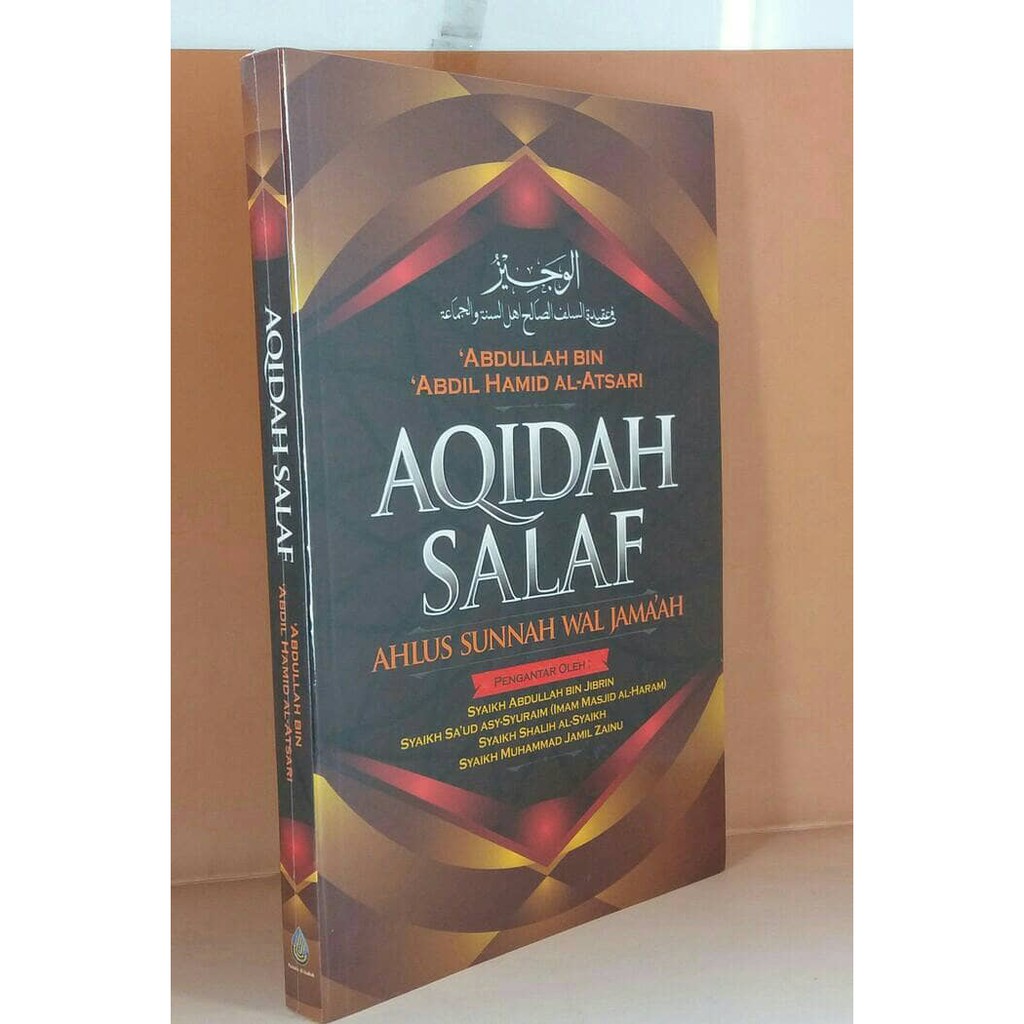 الوجيز
في عقيدة السلف الصالح اهل السنة والجماعة
‘ABDULLAH BIN
‘ABDIL HAMID AL-ATSARI
AQIDAH
SALAF
AHLUS SUNNAH WAL JAMA'AH
PENGANTAR OLEH :
SYAIKH ABDULLAH BIN JIBRIN
SYAIKH SA'UD ASY-SYURAIM (IMAM MASJID AL-HARAM)
SYAIKH SHALIH AL-SYAIKH
SYAIKH MUHAMMAD JAMIL ZAINU
AQIDAH SALAF
‘ABDULLAH BIN
‘ABDIL HAMID AL-ATSARI